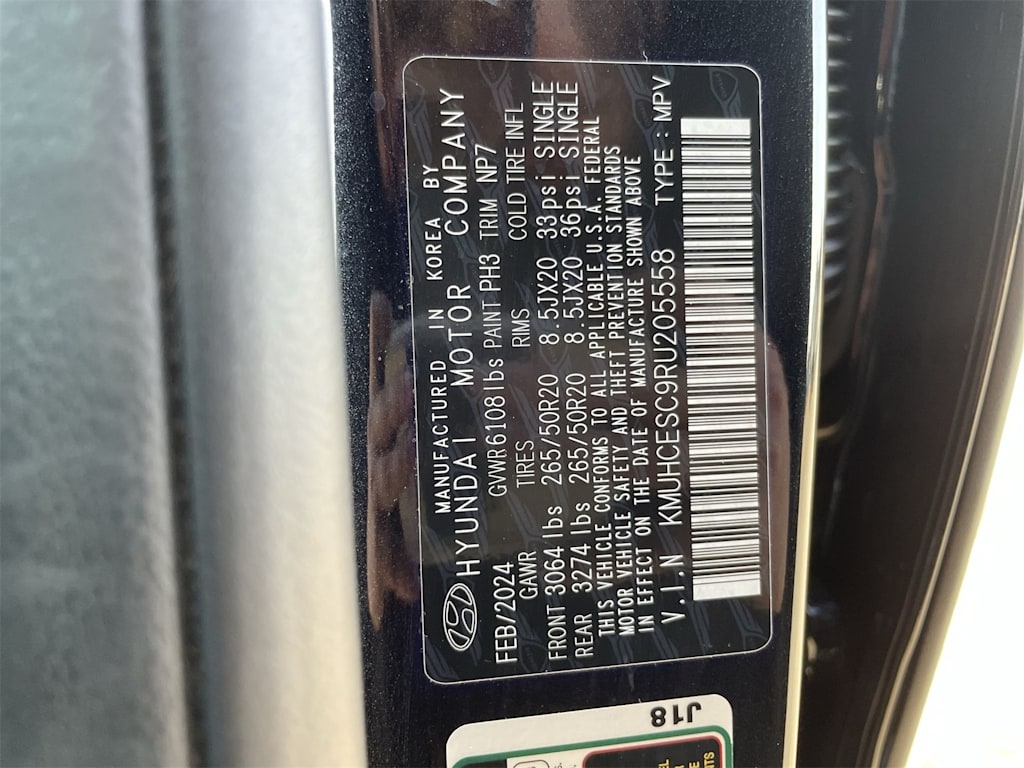 MANUFACTURED IN KOREA BY
HYUNDAI MOTOR COMPANY
FEB/2024 GVWR 6108lbs PAINT PH3 TRIM NP7
GAWR TIRES RIMS COLD TIRE INFL
FRONT 3064 lbs 265/50R20 8.5JX20 33psi SINGLE
REAR 3274 lbs 265/50R20 8.5JX20 36psi SINGLE
THIS VEHICLE CONFORMS TO ALL APPLICABLE U.S.A. FEDERAL
MOTOR VEHICLE SAFETY AND THEFT PREVENTION STANDARDS
IN EFFECT ON THE DATE OF MANUFACTURE SHOWN ABOVE
V.I.N KMUHCESC9RU205558 TYPE : MPV
J18